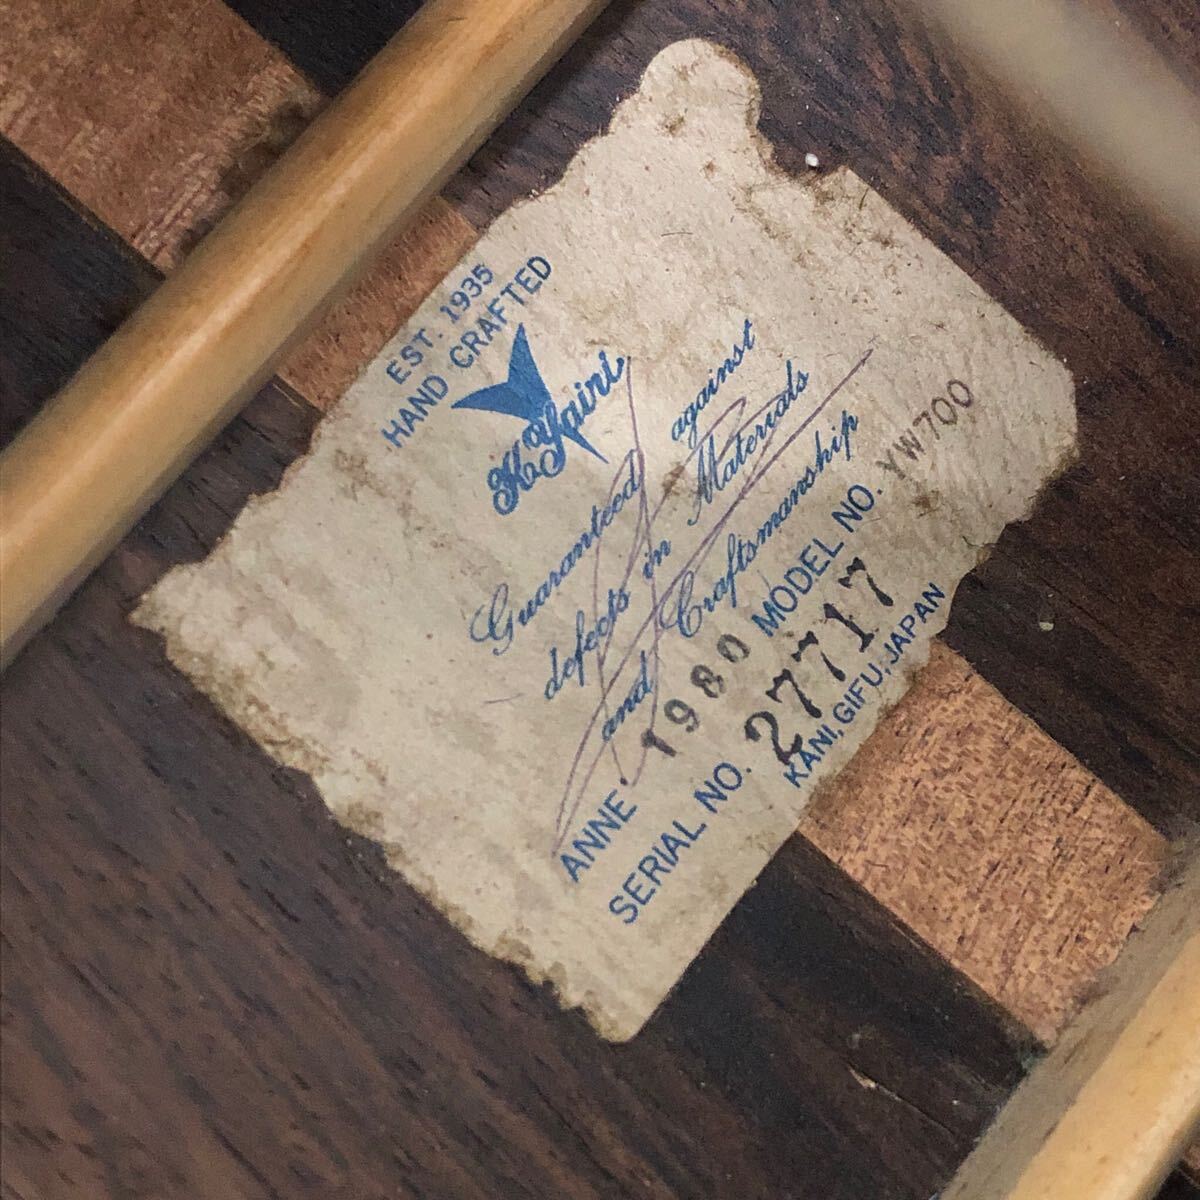 EST. 1935
HAND CRAFTED
K.Yairi
Guaranteed against
defects in Materials
and Craftsmanship
ANNE. 1980 MODEL NO. YW700
SERIAL NO. 27717
KANI, GIFU, JAPAN